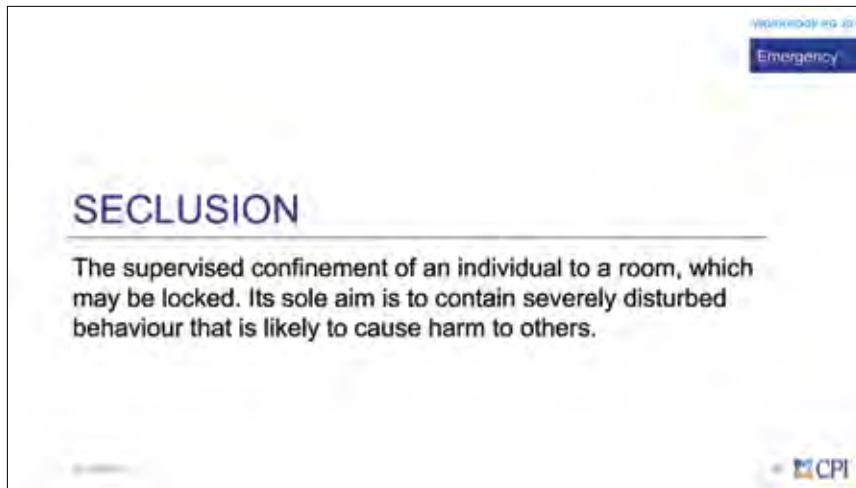 Emergency
SECLUSION
The supervised confinement of an individual to a room, which
may be locked. Its sole aim is to contain severely disturbed
behaviour that is likely to cause harm to others.
CPI